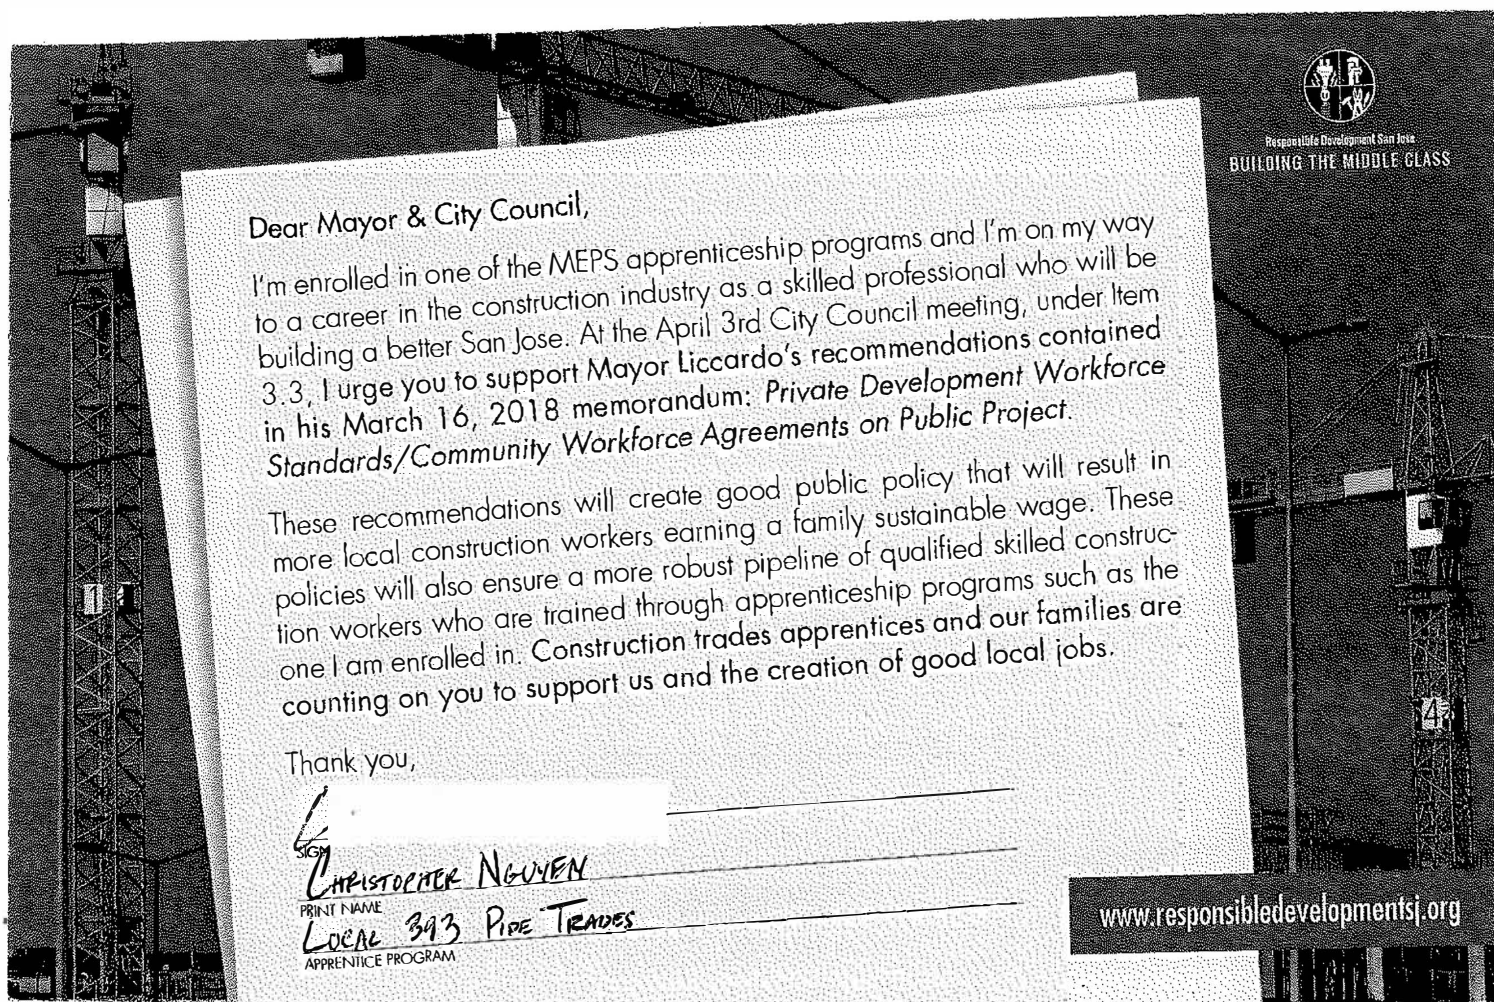 Responsible Development San Jose
BUILDING THE MIDDLE CLASS
Dear Mayor & City Council,
I'm enrolled in one of the MEPS apprenticeship programs and I'm on my way
to a career in the construction industry as a skilled professional who will be
building a better San Jose. At the April 3rd City Council meeting, under Item
3.3, I urge you to support Mayor Liccardo's recommendations contained
in his March 16, 2018 memorandum: Private Development Workforce
Standards/Community Workforce Agreements on Public Project.
These recommendations will create good public policy that will result in
more local construction workers earning a family sustainable wage. These
policies will also ensure a more robust pipeline of qualified skilled construc-
tion workers who are trained through apprenticeship programs such as the
one I am enrolled in. Construction trades apprentices and our families are
counting on you to support us and the creation of good local jobs.
Thank you,
CHRISTOPHER NGUYEN
PRINT NAME
LOCAL 393 PIPE TRADES
APPRENTICE PROGRAM
www.responsibledevelopmentsj.org
1
4